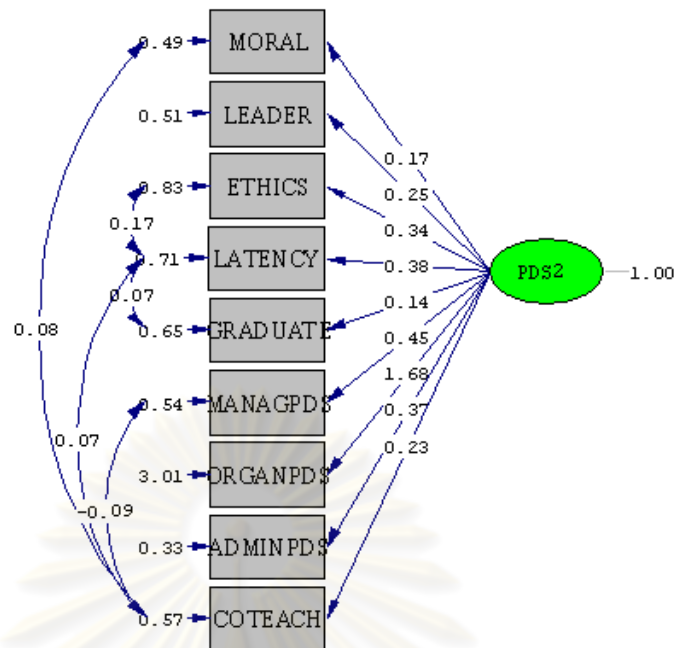 0.49 MORAL
0.51 LEADER
0.17
0.25
0.83 ETHICS
0.34
0.17
0.71 LATENCY
0.38
PDS2
1.00
0.07
0.14
0.08
0.65 GRADUATE
0.45
1.68
0.54 MANAGPDS
0.37
0.07
0.23
3.01 ORGANPDS
-0.09
0.33 ADMINPDS
0.57 COTEACH